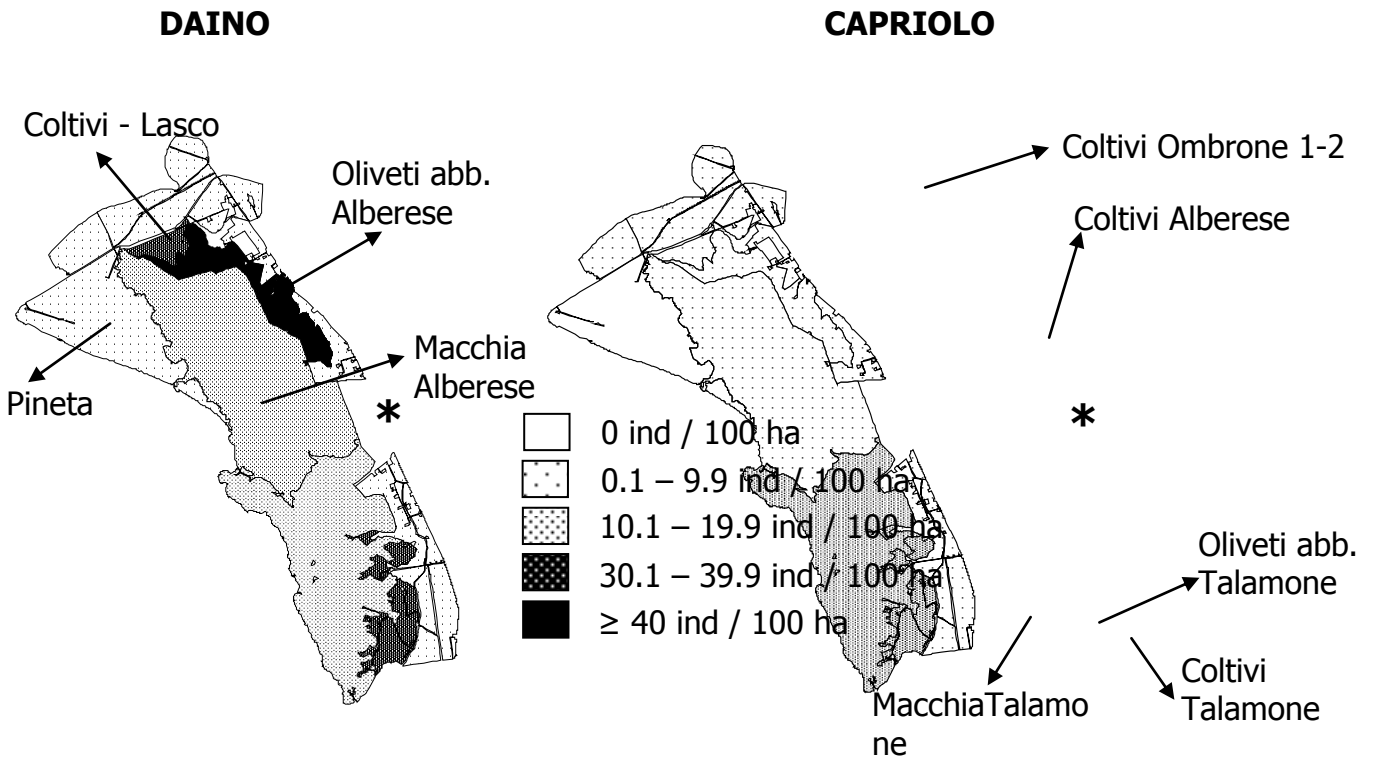 DAINO
CAPRIOLO
Coltivi - Lasco
Oliveti abb.
Alberese
Coltivi Ombrone 1-2
Coltivi Alberese
Macchia
Alberese
Pineta
*
*
0 ind / 100 ha
0.1 – 9.9 ind / 100 ha
10.1 – 19.9 ind / 100 ha
30.1 – 39.9 ind / 100 ha
≥ 40 ind / 100 ha
Oliveti abb.
Talamone
Coltivi
Talamone
MacchiaTalamo
ne